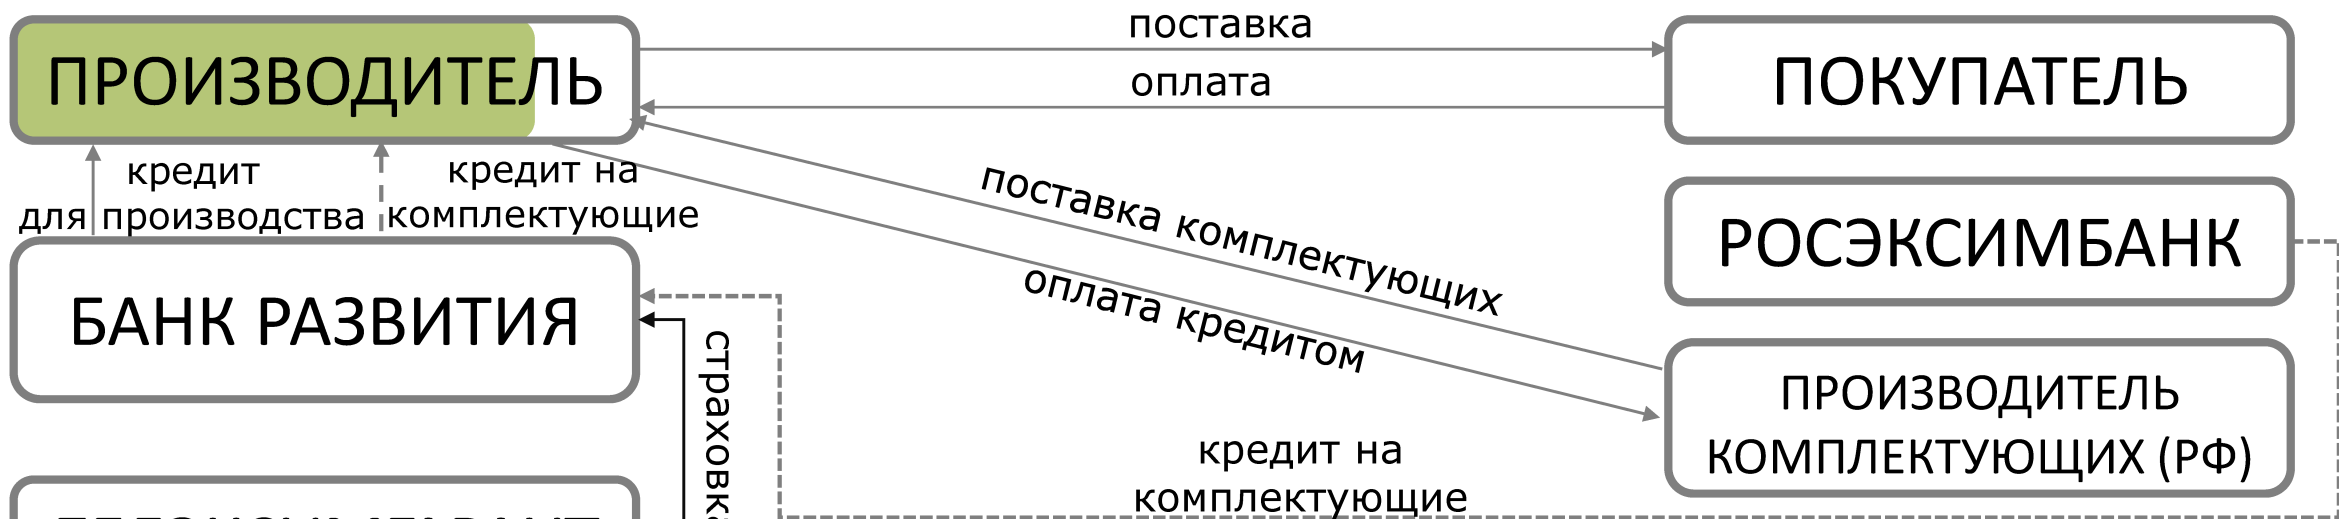 ПРОИЗВОДИТЕЛЬ
поставка
оплата
ПОКУПАТЕЛЬ
кредит
для производства
кредит на
комплектующие
поставка комплектующих
оплата кредитом
РОСЭКСИМБАНК
БАНК РАЗВИТИЯ
страховка
ПРОИЗВОДИТЕЛЬ
КОМПЛЕКТУЮЩИХ (РФ)
кредит на
комплектующие